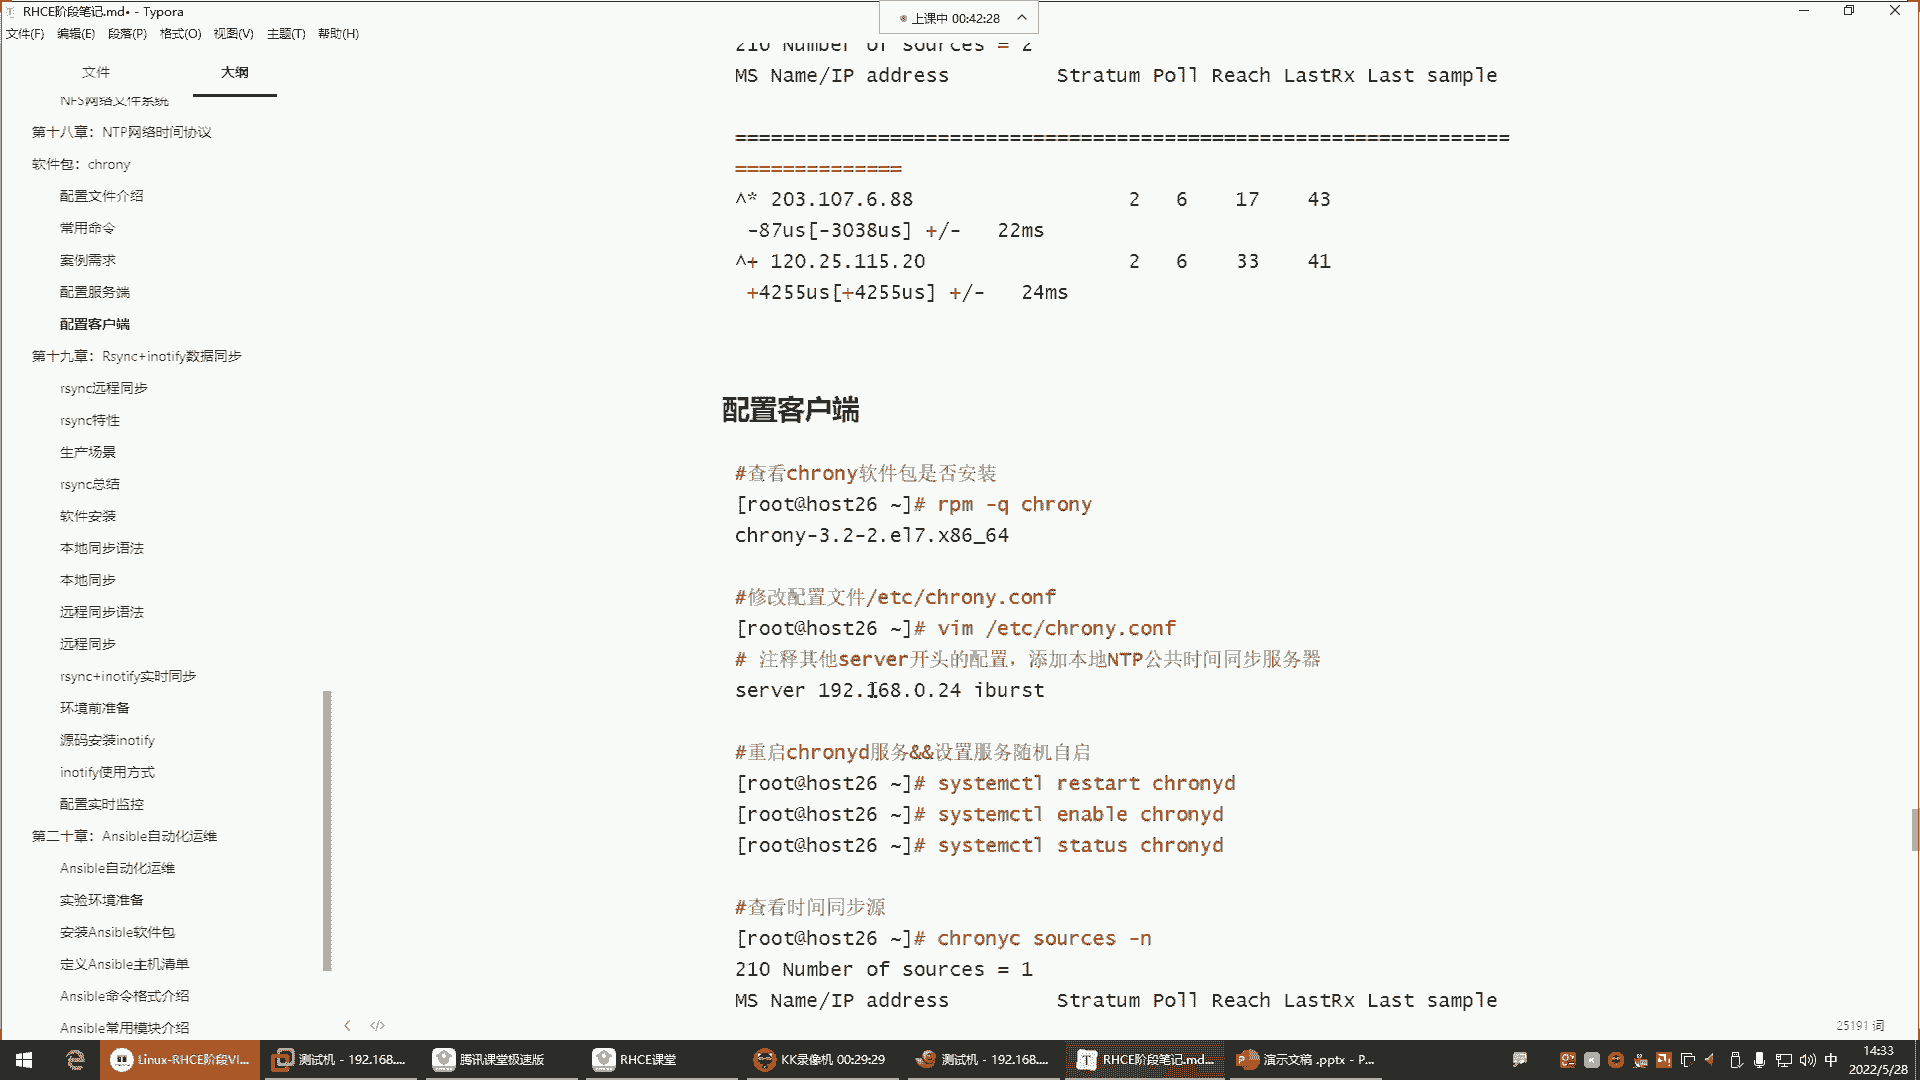 RHCE阶段笔记.md• - Typora
上课中 00:42:28
文件(F) 编辑(E) 段落(P) 格式(O) 视图(V) 主题(T) 帮助(H)
文件 大纲
NFS网络文件系统
第十八章：NTP网络时间协议
软件包：chrony
配置文件介绍
常用命令
案例需求
配置服务端
配置客户端
第十九章：Rsync+inotify数据同步
rsync远程同步
rsync特性
生产场景
rsync总结
软件安装
本地同步语法
本地同步
远程同步语法
远程同步
rsync+inotify实时同步
环境前准备
源码安装inotify
inotify使用方式
配置实时监控
第二十章：Ansible自动化运维
Ansible自动化运维
实验环境准备
安装Ansible软件包
定义Ansible主机清单
Ansible命令格式介绍
Ansible常用模块介绍
210 Number of sources = 2
MS Name/IP address         Stratum Poll Reach LastRx Last sample
=================================================================
==============
^* 203.107.6.88                  2   6    17    43
-87us[-3038us] +/-   22ms
^+ 120.25.115.20                 2   6    33    41
+4255us[+4255us] +/-   24ms
配置客户端
#查看chrony软件包是否安装
[root@host26 ~]# rpm -q chrony
chrony-3.2-2.el7.x86_64
#修改配置文件/etc/chrony.conf
[root@host26 ~]# vim /etc/chrony.conf
# 注释其他server开头的配置，添加本地NTP公共时间同步服务器
server 192.168.0.24 iburst
#重启chronyd服务&&设置服务随机自启
[root@host26 ~]# systemctl restart chronyd
[root@host26 ~]# systemctl enable chronyd
[root@host26 ~]# systemctl status chronyd
#查看时间同步源
[root@host26 ~]# chronyc sources -n
210 Number of sources = 1
MS Name/IP address         Stratum Poll Reach LastRx Last sample
25191 词
Linux-RHCE阶段VI...
测试机 - 192.168....
腾讯课堂极速版
RHCE课堂
KK录像机 00:29:29
测试机 - 192.168....
RHCE阶段笔记.md...
演示文稿 .pptx - P...
中
14:33
2022/5/28